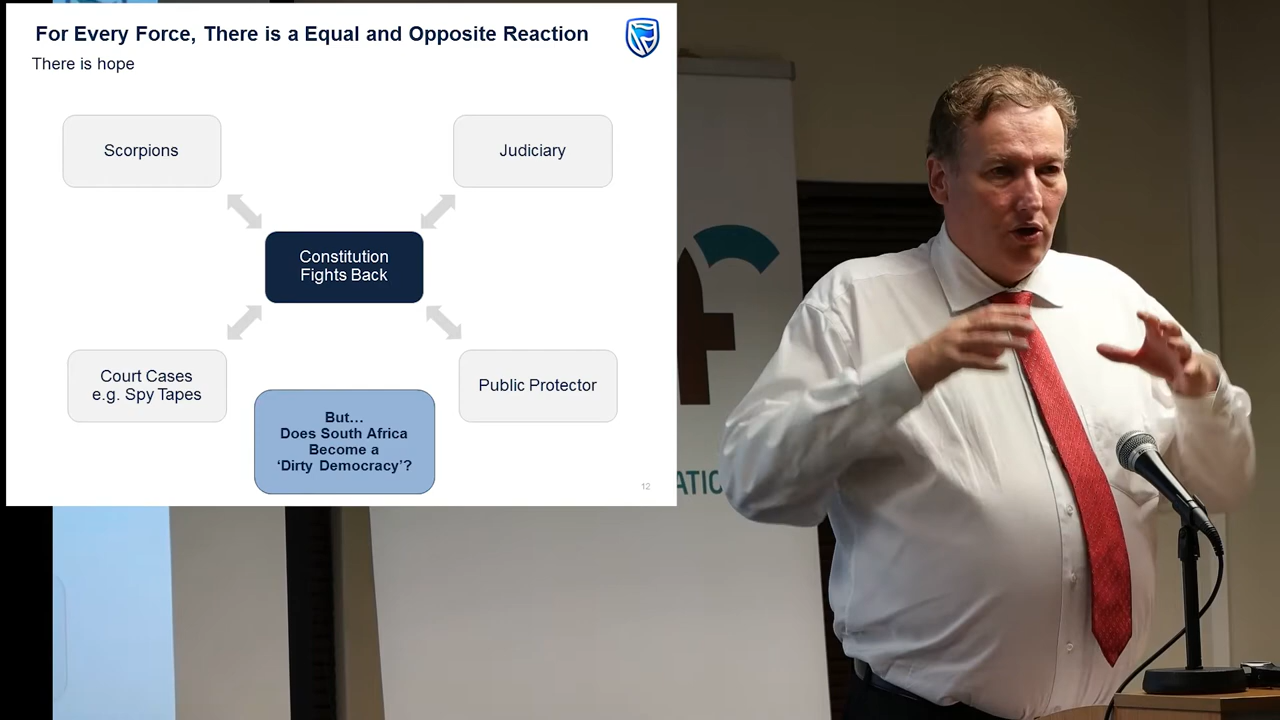 For Every Force, There is a Equal and Opposite Reaction
There is hope
Scorpions
Judiciary
Constitution
Fights Back
Court Cases
e.g. Spy Tapes
Public Protector
But…
Does South Africa
Become a
‘Dirty Democracy’?
12